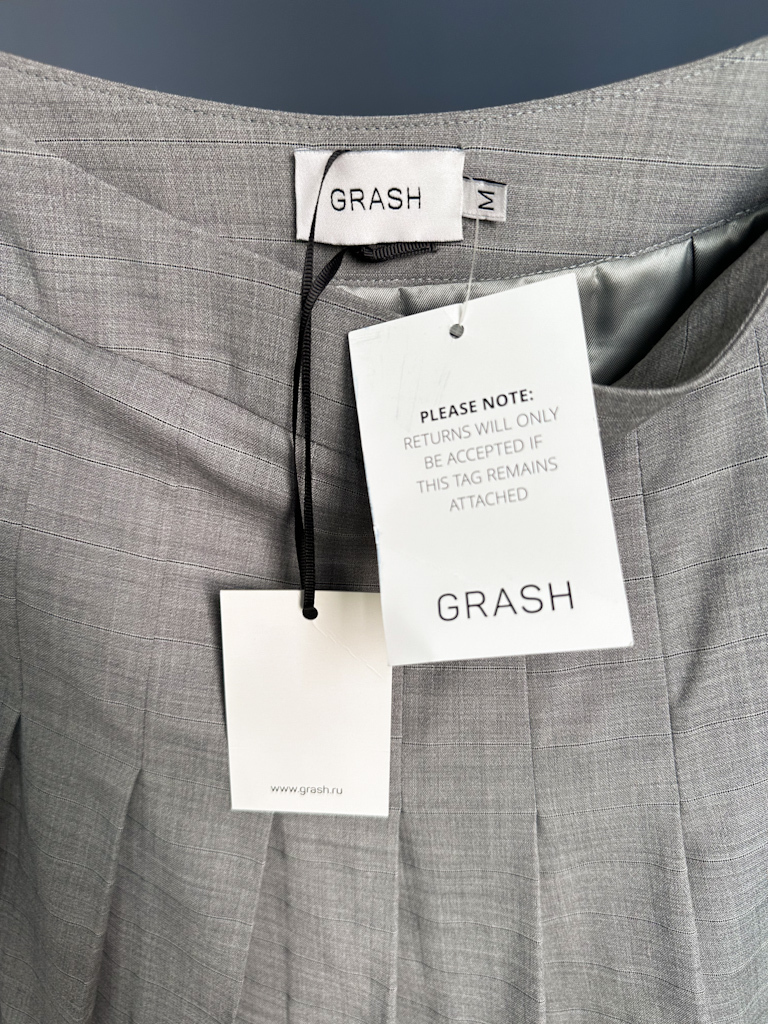 GRASH
M
PLEASE NOTE:
RETURNS WILL ONLY
BE ACCEPTED IF
THIS TAG REMAINS
ATTACHED
GRASH
www.grash.ru